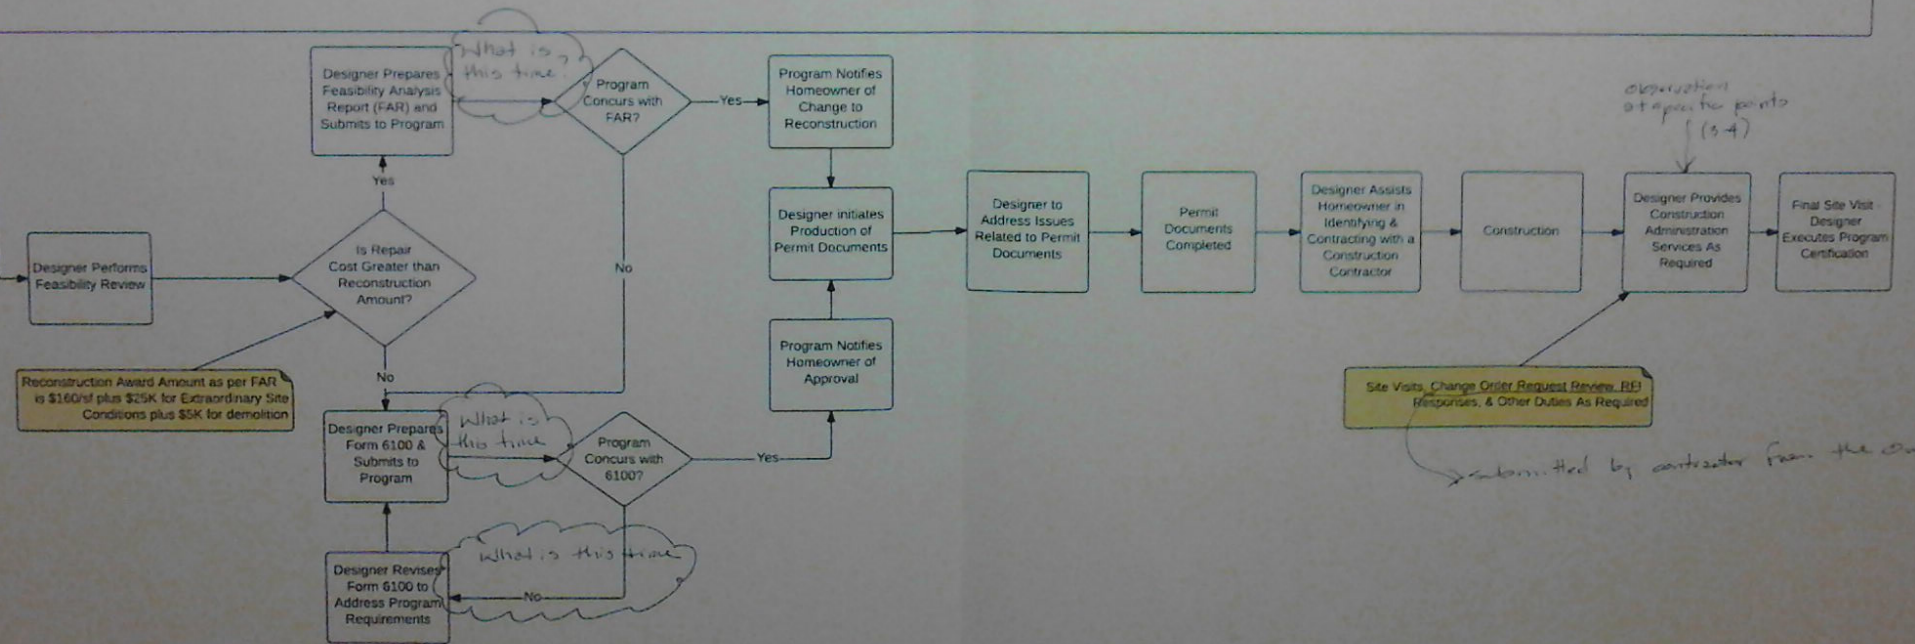 Designer Prepares
Feasibility Analysis
Report (FAR) and
Submits to Program
What is
this time?
Program
Concurs with
FAR?
Yes
Program Notifies
Homeowner of
Change to
Reconstruction
observation
at specific points
(3-4)
Yes
Designer Performs
Feasibility Review
Is Repair
Cost Greater than
Reconstruction
Amount?
No
Designer initiates
Production of
Permit Documents
Designer to
Address Issues
Related to Permit
Documents
Permit
Documents
Completed
Designer Assists
Homeowner in
Identifying &
Contracting with a
Construction
Contractor
Construction
Designer Provides
Construction
Administration
Services As
Required
Final Site Visit -
Designer
Executes Program
Certification
Reconstruction Award Amount as per FAR
is $160/sf plus $25K for Extraordinary Site
Conditions plus $5K for demolition
No
Program Notifies
Homeowner of
Approval
Site Visits, Change Order Request Review, RFI
Responses, & Other Duties As Required
Designer Prepares
Form 6100 &
Submits to
Program
What is
this time
Program
Concurs with
6100?
Yes
submitted by contractor from the
Designer Revises
Form 6100 to
Address Program
Requirements
What is this time
No